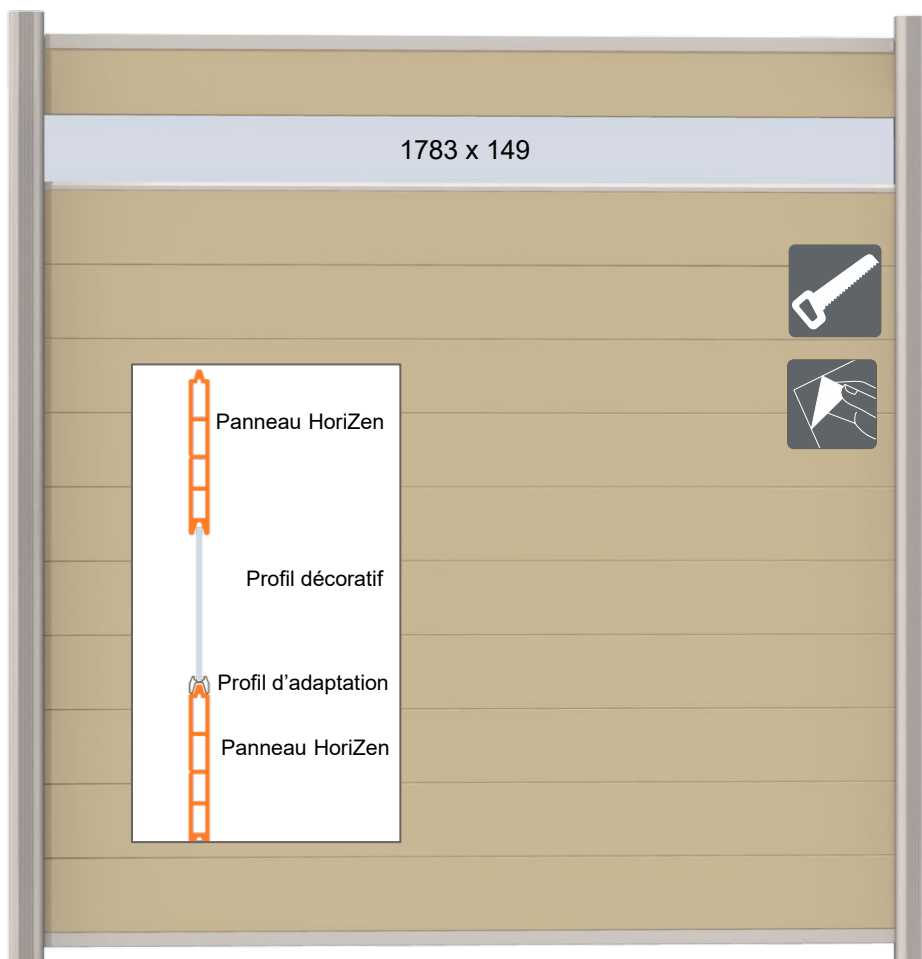 1783 x 149
Panneau HoriZen
Profil décoratif
Profil d’adaptation
Panneau HoriZen